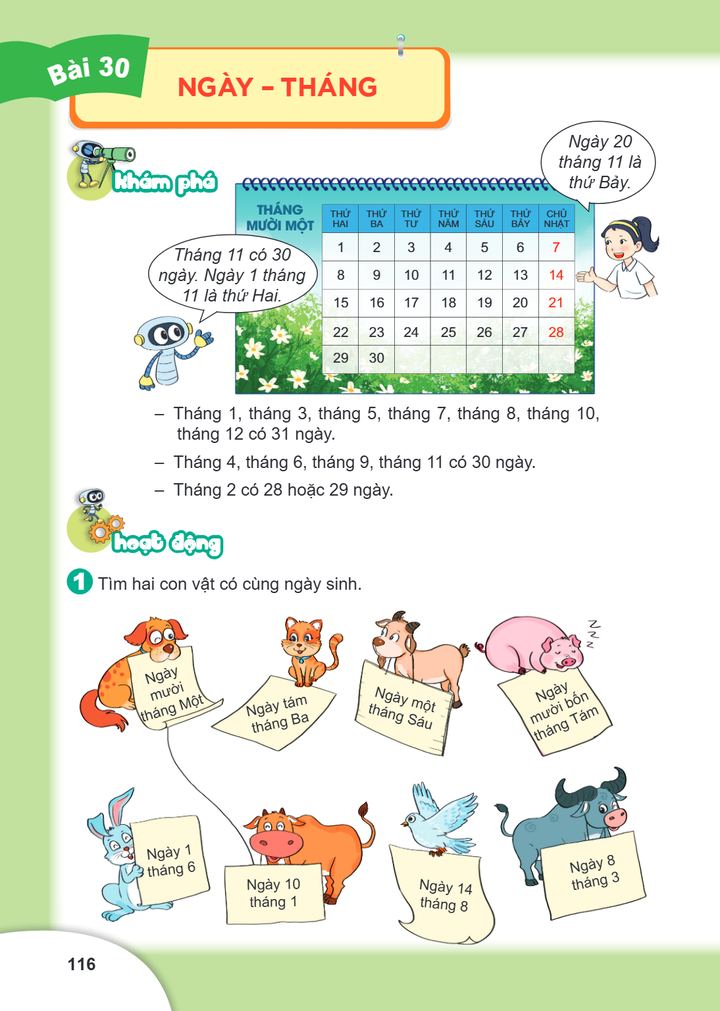 Bài 30
NGÀY – THÁNG
khám phá
Ngày 20
tháng 11 là
thứ Bảy.
Tháng 11 có 30
ngày. Ngày 1 tháng
11 là thứ Hai.
THÁNG
MƯỜI MỘT
THỨ HAI THỨ BA THỨ TƯ THỨ NĂM THỨ SÁU THỨ BẢY CHỦ NHẬT
1 2 3 4 5 6 7
8 9 10 11 12 13 14
15 16 17 18 19 20 21
22 23 24 25 26 27 28
29 30
– Tháng 1, tháng 3, tháng 5, tháng 7, tháng 8, tháng 10,
tháng 12 có 31 ngày.
– Tháng 4, tháng 6, tháng 9, tháng 11 có 30 ngày.
– Tháng 2 có 28 hoặc 29 ngày.
hoạt động
1 Tìm hai con vật có cùng ngày sinh.
Ngày
mười
tháng Một
Ngày tám
tháng Ba
Ngày một
tháng Sáu
z z z
Ngày
mười bốn
tháng Tám
Ngày 1
tháng 6
Ngày 10
tháng 1
Ngày 14
tháng 8
Ngày 8
tháng 3
116